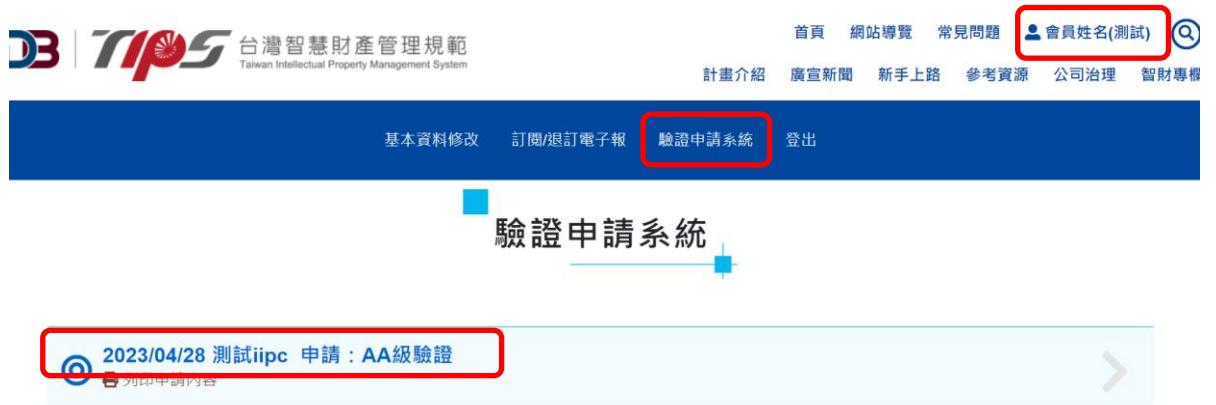 首頁 網站導覽 常見問題 會員姓名(測試)
TIPS 台灣智慧財產管理規範
Taiwan Intellectual Property Management System
計畫介紹 廣宣新聞 新手上路 參考資源 公司治理 智財專欄
基本資料修改 訂閱/退訂電子報 驗證申請系統 登出
驗證申請系統
2023/04/28 測試iipc 申請：AA級驗證
列印申請內容